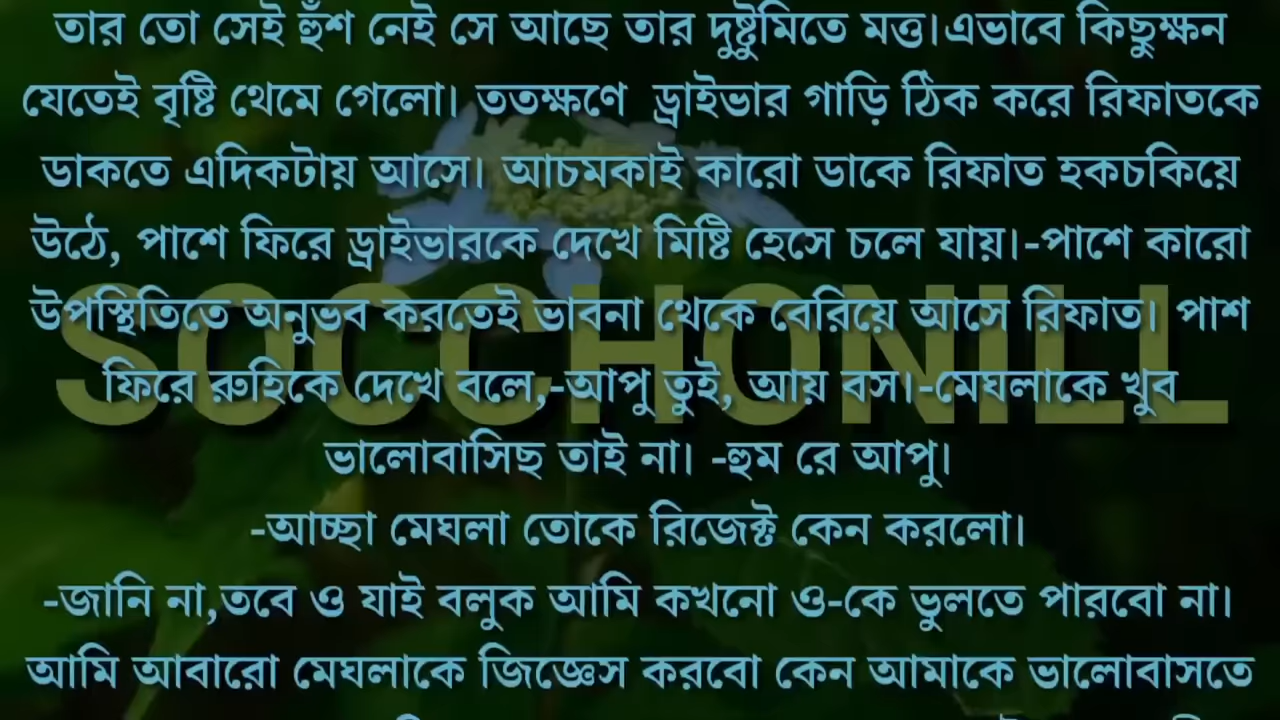 তার তো সেই হুঁশ নেই সে আছে তার দুষ্টুমিতে মত্ত।এভাবে কিছুক্ষন
যেতেই বৃষ্টি থেমে গেলো। ততক্ষণে ড্রাইভার গাড়ি ঠিক করে রিফাতকে
ডাকতে এদিকটায় আসে। আচমকাই কারো ডাকে রিফাত হকচকিয়ে
উঠে, পাশে ফিরে ড্রাইভারকে দেখে মিষ্টি হেসে চলে যায়।-পাশে কারো
উপস্থিতিতে অনুভব করতেই ভাবনা থেকে বেরিয়ে আসে রিফাত। পাশ
ফিরে রুহিকে দেখে বলে,-আপু তুই, আয় বস।-মেঘলাকে খুব
ভালোবাসিছ তাই না। -হুম রে আপু।
-আচ্ছা মেঘলা তোকে রিজেক্ট কেন করলো।
-জানি না,তবে ও যাই বলুক আমি কখনো ও-কে ভুলতে পারবো না।
আমি আবারো মেঘলাকে জিজ্ঞেস করবো কেন আমাকে ভালোবাসতে
SOCCHONILL